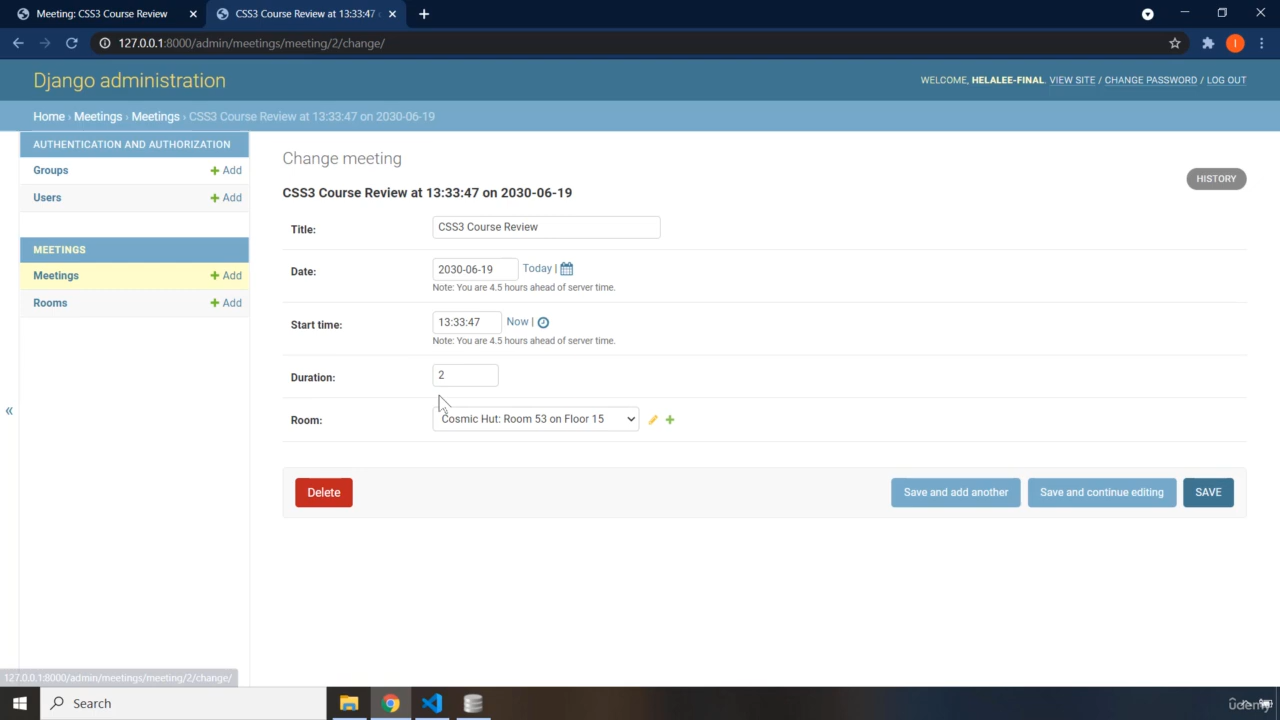 Meeting: CSS3 Course Review
CSS3 Course Review at 13:33:47
127.0.0.1:8000/admin/meetings/meeting/2/change/
Django administration
WELCOME, HELALEE-FINAL. VIEW SITE / CHANGE PASSWORD / LOG OUT
Home › Meetings › Meetings › CSS3 Course Review at 13:33:47 on 2030-06-19
AUTHENTICATION AND AUTHORIZATION
Groups + Add
Users + Add
MEETINGS
Meetings + Add
Rooms + Add
«
Change meeting
HISTORY
CSS3 Course Review at 13:33:47 on 2030-06-19
Title: CSS3 Course Review
Date: 2030-06-19 Today |
Note: You are 4.5 hours ahead of server time.
Start time: 13:33:47 Now |
Note: You are 4.5 hours ahead of server time.
Duration: 2
Room: Cosmic Hut: Room 53 on Floor 15
Delete
Save and add another
Save and continue editing
SAVE
127.0.0.1:8000/admin/meetings/meeting/2/change/
Search
udemy